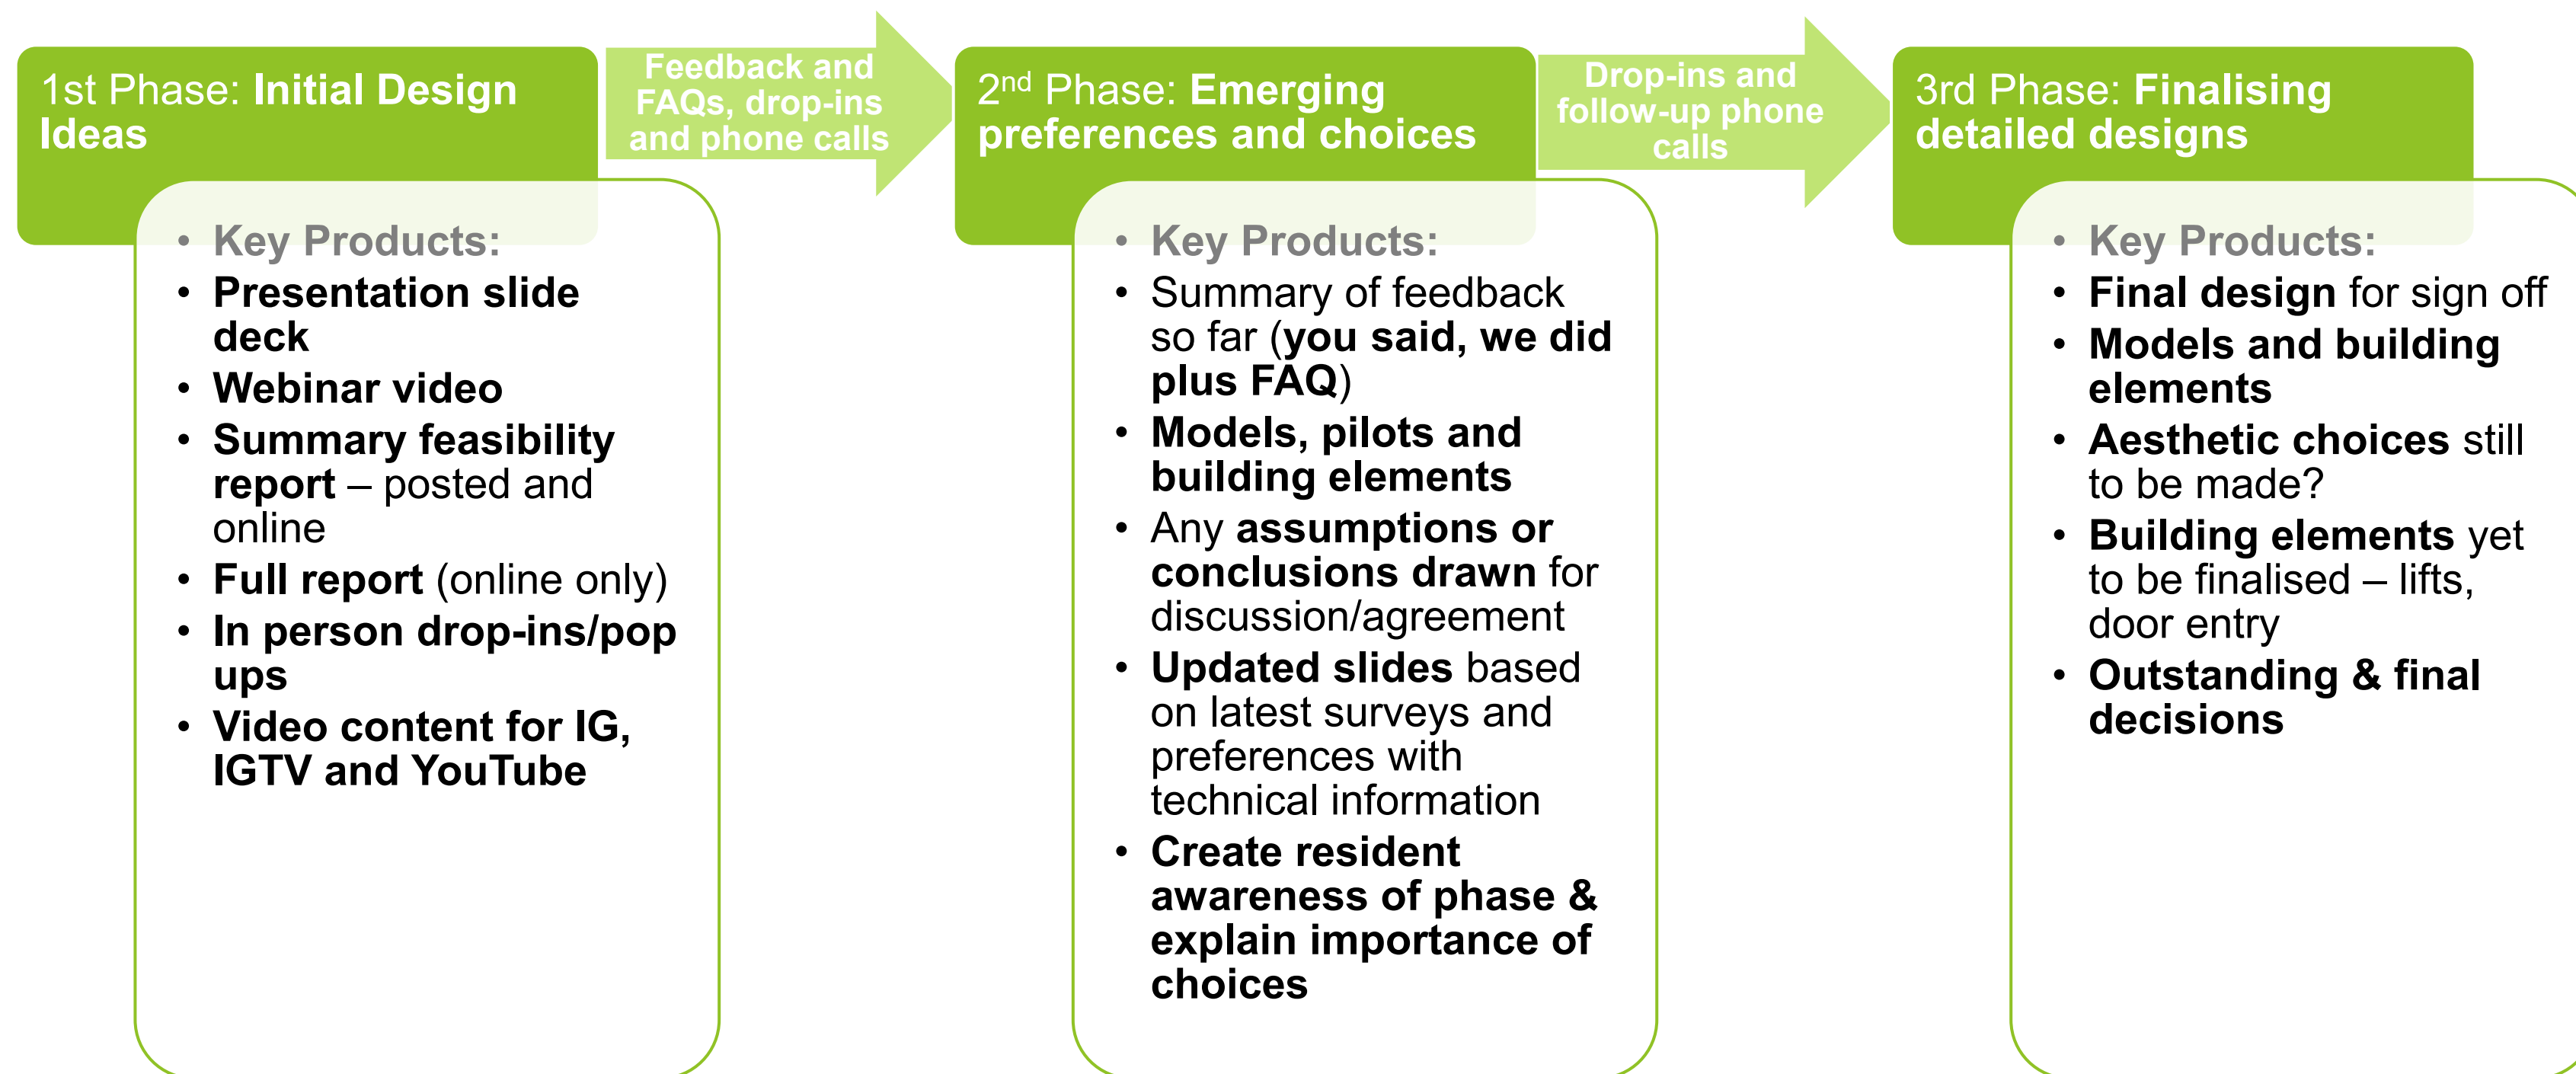 1st Phase: Initial Design
Ideas
• Key Products:
• Presentation slide
deck
• Webinar video
• Summary feasibility
report – posted and
online
• Full report (online only)
• In person drop-ins/pop
ups
• Video content for IG,
IGTV and YouTube
Feedback and
FAQs, drop-ins
and phone calls
2nd Phase: Emerging
preferences and choices
• Key Products:
• Summary of feedback
so far (you said, we did
plus FAQ)
• Models, pilots and
building elements
• Any assumptions or
conclusions drawn for
discussion/agreement
• Updated slides based
on latest surveys and
preferences with
technical information
• Create resident
awareness of phase &
explain importance of
choices
Drop-ins and
follow-up phone
calls
3rd Phase: Finalising
detailed designs
• Key Products:
• Final design for sign off
• Models and building
elements
• Aesthetic choices still
to be made?
• Building elements yet
to be finalised – lifts,
door entry
• Outstanding & final
decisions